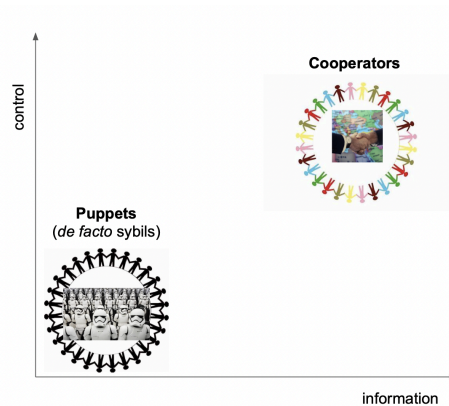 Cooperators
control
Puppets
(de facto sybils)
information